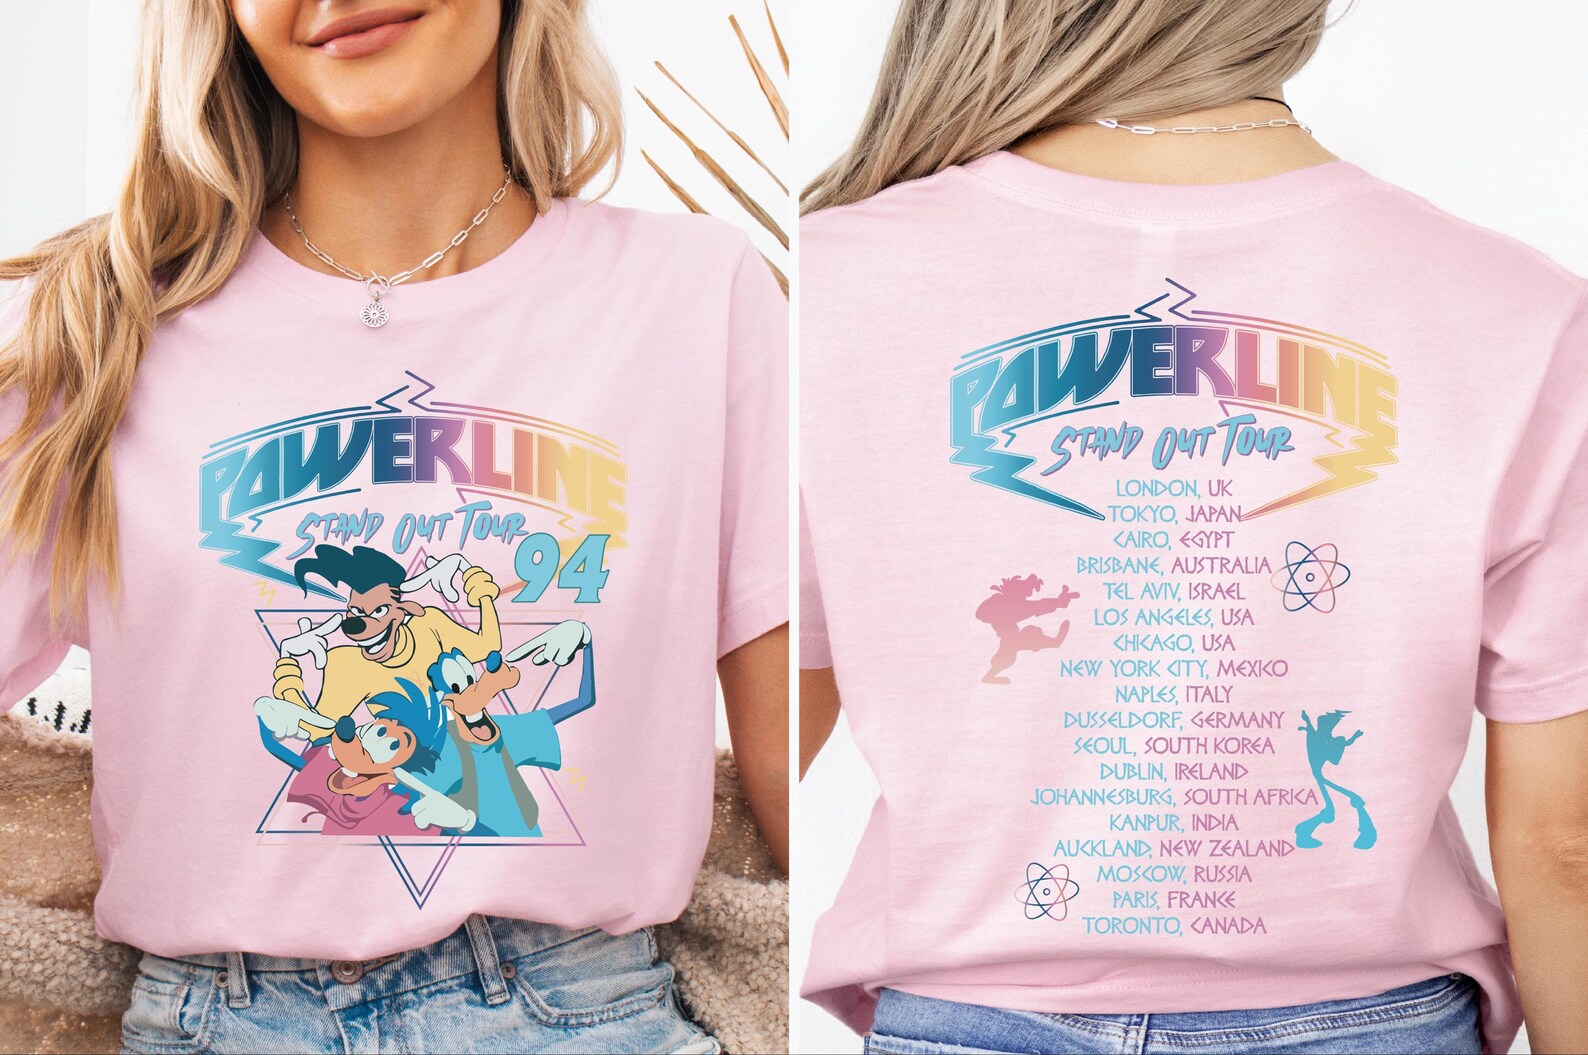 POWERLINE
STAND OUT TOUR
94
POWERLINE
STAND OUT TOUR
LONDON, UK
TOKYO, JAPAN
CAIRO, EGYPT
BRISBANE, AUSTRALIA
TEL AVIV, ISRAEL
LOS ANGELES, USA
CHICAGO, USA
NEW YORK CITY, MEXICO
NAPLES, ITALY
DUSSELDORF, GERMANY
SEOUL, SOUTH KOREA
DUBLIN, IRELAND
JOHANNESBURG, SOUTH AFRICA
KANPUR, INDIA
AUCKLAND, NEW ZEALAND
MOSCOW, RUSSIA
PARIS, FRANCE
TORONTO, CANADA